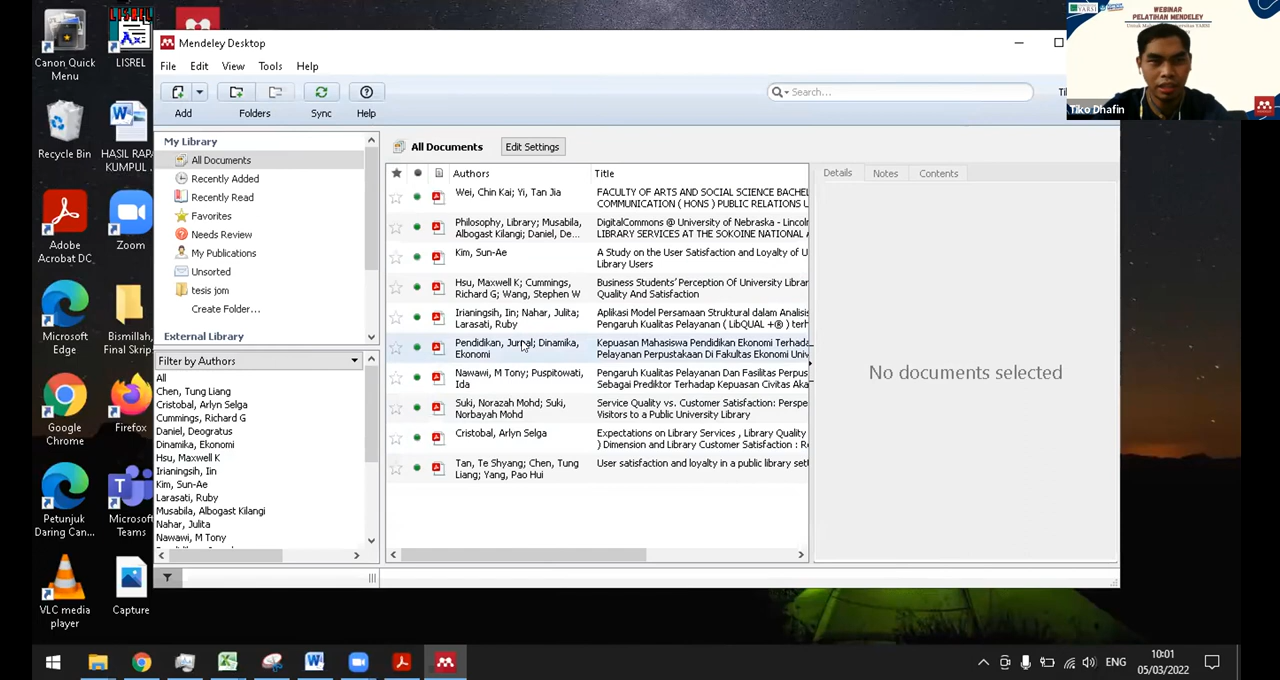 Canon Quick
Menu
LISREL
Recycle Bin
HASIL RAPA
KUMPUL ...
Adobe
Acrobat DC
Zoom
Microsoft
Edge
Bismillah,
Final Skrip...
Google
Chrome
Firefox
Petunjuk
Daring Can...
Microsoft
Teams
VLC media
player
Capture
Mendeley Desktop
File Edit View Tools Help
Add Folders Sync Help
Search...
My Library
All Documents
Recently Added
Recently Read
Favorites
Needs Review
My Publications
Unsorted
tesis jom
Create Folder...
External Library
Filter by Authors
All
Chen, Tung Liang
Cristobal, Arlyn Selga
Cummings, Richard G
Daniel, Deogratus
Dinamika, Ekonomi
Hsu, Maxwell K
Irianingsih, Iin
Kim, Sun-Ae
Larasati, Ruby
Musabila, Albogast Kilangi
Nahar, Julita
Nawawi, M Tony
All Documents Edit Settings
Authors Title
Wei, Chin Kai; Yi, Tan Jia
FACULTY OF ARTS AND SOCIAL SCIENCE BACHEL
COMMUNICATION ( HONS ) PUBLIC RELATIONS U
Philosophy, Library; Musabila,
Albogast Kilangi; Daniel, De...
DigitalCommons @ University of Nebraska - Lincoln
LIBRARY SERVICES AT THE SOKOINE NATIONAL A
Kim, Sun-Ae
A Study on the User Satisfaction and Loyalty of U
Library Users
Hsu, Maxwell K; Cummings,
Richard G; Wang, Stephen W
Business Students' Perception Of University Librar
Quality And Satisfaction
Irianingsih, Iin; Nahar, Julita;
Larasati, Ruby
Aplikasi Model Persamaan Struktural dalam Analisis
Pengaruh Kualitas Pelayanan ( LibQUAL +® ) terh
Pendidikan, Jurnal; Dinamika,
Ekonomi
Kepuasan Mahasiswa Pendidikan Ekonomi Terhada
Pelayanan Perpustakaan Di Fakultas Ekonomi Univ
Nawawi, M Tony; Puspitowati,
Ida
Pengaruh Kualitas Pelayanan Dan Fasilitas Perpus
Sebagai Prediktor Terhadap Kepuasan Civitas Aka
Suki, Norazah Mohd; Suki,
Norbayah Mohd
Service Quality vs. Customer Satisfaction: Perspe
Visitors to a Public University Library
Cristobal, Arlyn Selga
Expectations on Library Services , Library Quality
) Dimension and Library Customer Satisfaction : R
Tan, Te Shyang; Chen, Tung
Liang; Yang, Pao Hui
User satisfaction and loyalty in a public library set
Details Notes Contents
No documents selected
YARSI
WEBINAR
PELATIHAN MENDELEY
Tiko Dhafin
ENG
10:01
05/03/2022